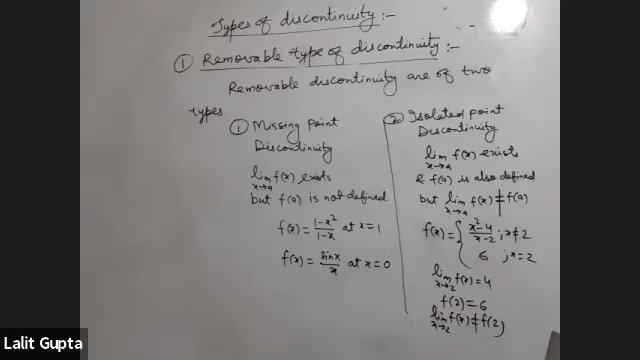 Types of discontinuity:-
① Removable type of discontinuity:-
Removable discontinuity are of two
types.
① Missing Point
Discontinuity
lim f(x) exists
x→a
but f(a) is not defined.
f(x) = 1-x²/1-x at x=1
f(x) = sinx/x at x=0
② Isolated point
Discontinuity
lim f(x) exists
x→a
& f(a) is also defined
but lim f(x) ≠ f(a)
x→a
f(x) = { x²-4/x-2 ; x≠2
6 ; x=2
lim f(x) = 4
x→2
f(2) = 6
lim f(x) ≠ f(2)
x→2
Lalit Gupta